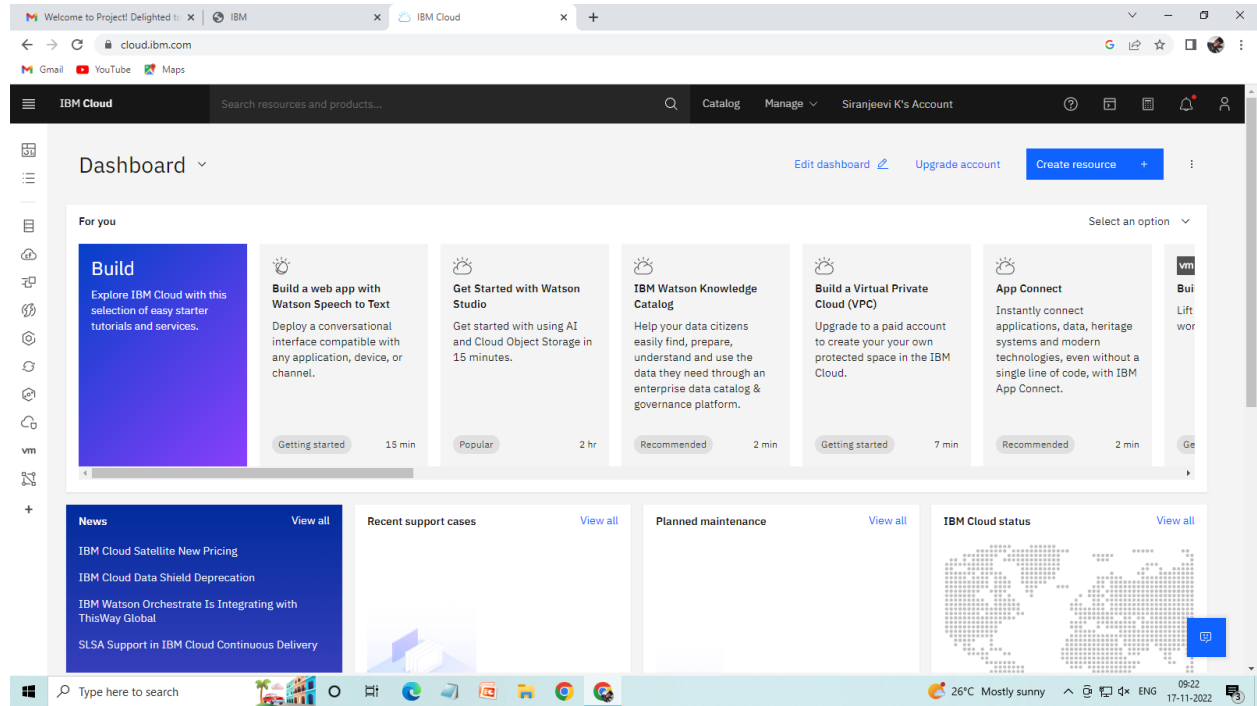 Welcome to Project! Delighted t
IBM
IBM Cloud
cloud.ibm.com
Gmail
YouTube
Maps
IBM Cloud
Search resources and products...
Catalog
Manage
Siranjeevi K's Account
Dashboard
Edit dashboard
Upgrade account
Create resource +
For you
Select an option
Build
Explore IBM Cloud with this
selection of easy starter
tutorials and services.
Build a web app with
Watson Speech to Text
Deploy a conversational
interface compatible with
any application, device, or
channel.
Getting started
15 min
Get Started with Watson
Studio
Get started with using AI
and Cloud Object Storage in
15 minutes.
Popular
2 hr
IBM Watson Knowledge
Catalog
Help your data citizens
easily find, prepare,
understand and use the
data they need through an
enterprise data catalog &
governance platform.
Recommended
2 min
Build a Virtual Private
Cloud (VPC)
Upgrade to a paid account
to create your your own
protected space in the IBM
Cloud.
Getting started
7 min
App Connect
Instantly connect
applications, data, heritage
systems and modern
technologies, even without a
single line of code, with IBM
App Connect.
Recommended
2 min
vm
Bui
Lift
wor
Ge
vm
News
View all
IBM Cloud Satellite New Pricing
IBM Cloud Data Shield Deprecation
IBM Watson Orchestrate Is Integrating with
ThisWay Global
SLSA Support in IBM Cloud Continuous Delivery
Recent support cases
View all
Planned maintenance
View all
IBM Cloud status
View all
Type here to search
26°C Mostly sunny
ENG
09:22
17-11-2022
3